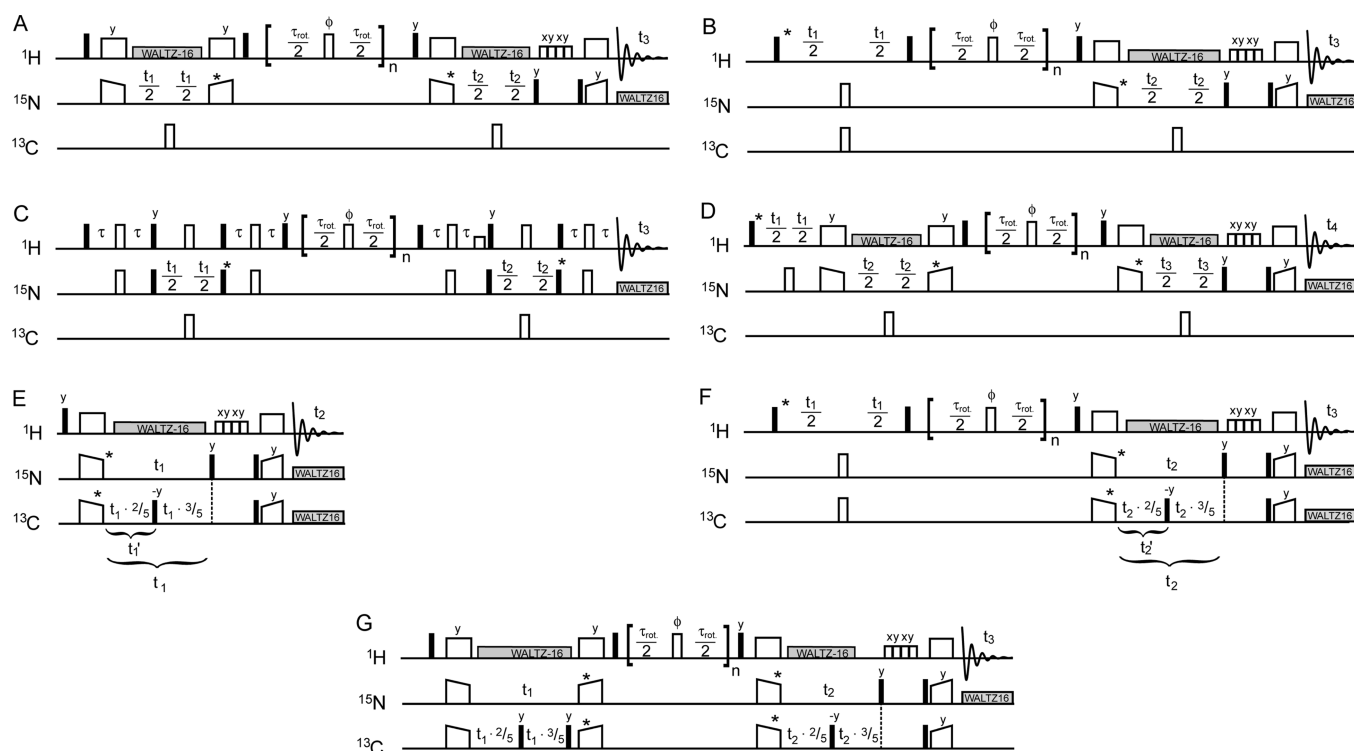 A
y y y xy xy t3
1H WALTZ-16 [ τrot. 2 ϕ τrot. 2 ] n WALTZ-16
15N t1 2 t1 2 * * t2 2 t2 2 y y WALTZ16
13C
B
* t1 2 t1 2 ϕ y xy xy t3
1H [ τrot. 2 τrot. 2 ] n WALTZ-16
15N * t2 2 t2 2 y y WALTZ16
13C
C
y y ϕ y t3
1H τ τ τ τ [ τrot. 2 τrot. 2 ] n τ τ τ τ
15N t1 2 t1 2 * t2 2 t2 2 * WALTZ16
13C
D
* t1 2 t1 2 ϕ y xy xy t4
1H WALTZ-16 [ τrot. 2 τrot. 2 ] n WALTZ-16
15N t2 2 t2 2 * * t3 2 t3 2 y y WALTZ16
13C
E
y xy xy t2
1H WALTZ-16
15N * t1 y y WALTZ16
13C * t1 · 2/5 -y t1 · 3/5 y WALTZ16
t1'
t1
F
* t1 2 t1 2 ϕ y xy xy t3
1H [ τrot. 2 τrot. 2 ] n WALTZ-16
15N * t2 y y WALTZ16
13C * t2 · 2/5 -y t2 · 3/5 y WALTZ16
t2'
t2
G
y y ϕ y xy xy t3
1H WALTZ-16 [ τrot. 2 τrot. 2 ] n WALTZ-16
15N t1 * * t2 y y WALTZ16
13C t1 · 2/5 y t1 · 3/5 y * * t2 · 2/5 -y t2 · 3/5 y